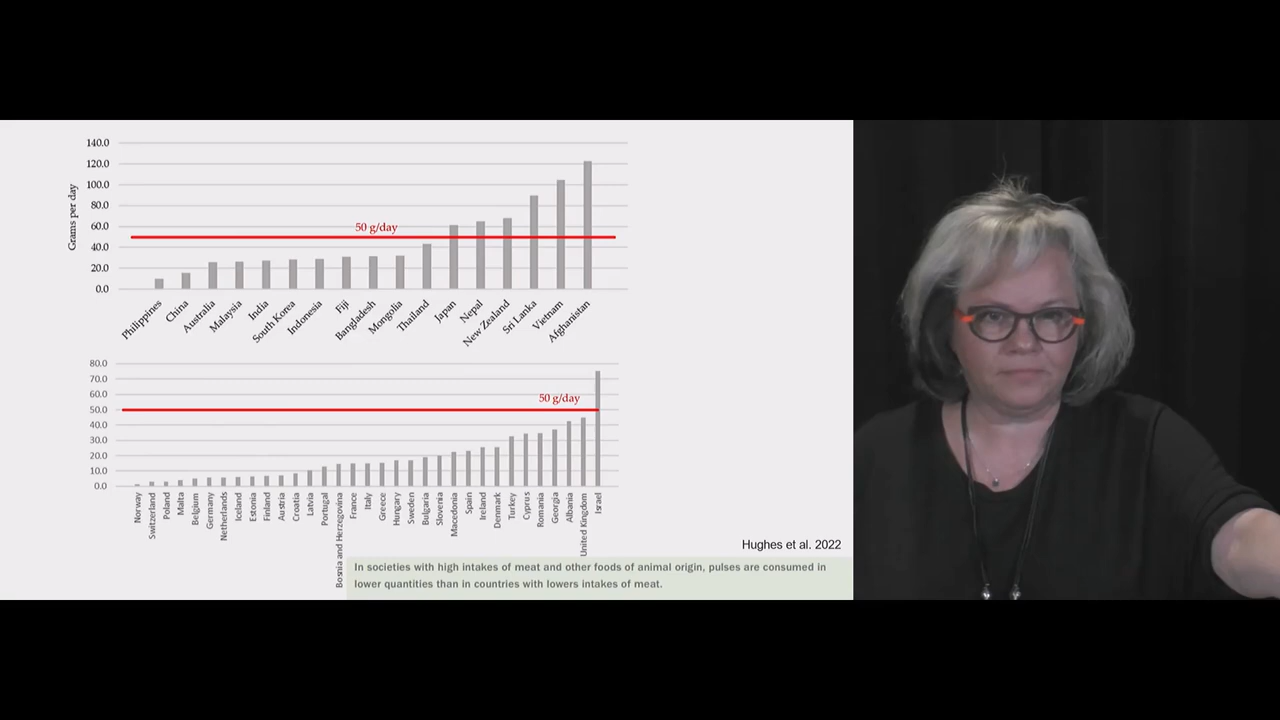 140.0
120.0
100.0
80.0
60.0
40.0
20.0
0.0
Grams per day
50 g/day
Philippines
China
Australia
Malaysia
India
South Korea
Indonesia
Fiji
Bangladesh
Mongolia
Thailand
Japan
Nepal
New Zealand
Sri Lanka
Vietnam
Afghanistan
80.0
70.0
60.0
50.0
40.0
30.0
20.0
10.0
0.0
50 g/day
Norway
Switzerland
Poland
Malta
Belgium
Germany
Netherlands
Iceland
Estonia
Finland
Austria
Croatia
Latvia
Portugal
Bosnia and Herzegovina
France
Italy
Greece
Hungary
Sweden
Bulgaria
Slovenia
Macedonia
Spain
Ireland
Denmark
Turkey
Cyprus
Romania
Georgia
Albania
United Kingdom
Israel
Hughes et al. 2022
In societies with high intakes of meat and other foods of animal origin, pulses are consumed in
lower quantities than in countries with lowers intakes of meat.